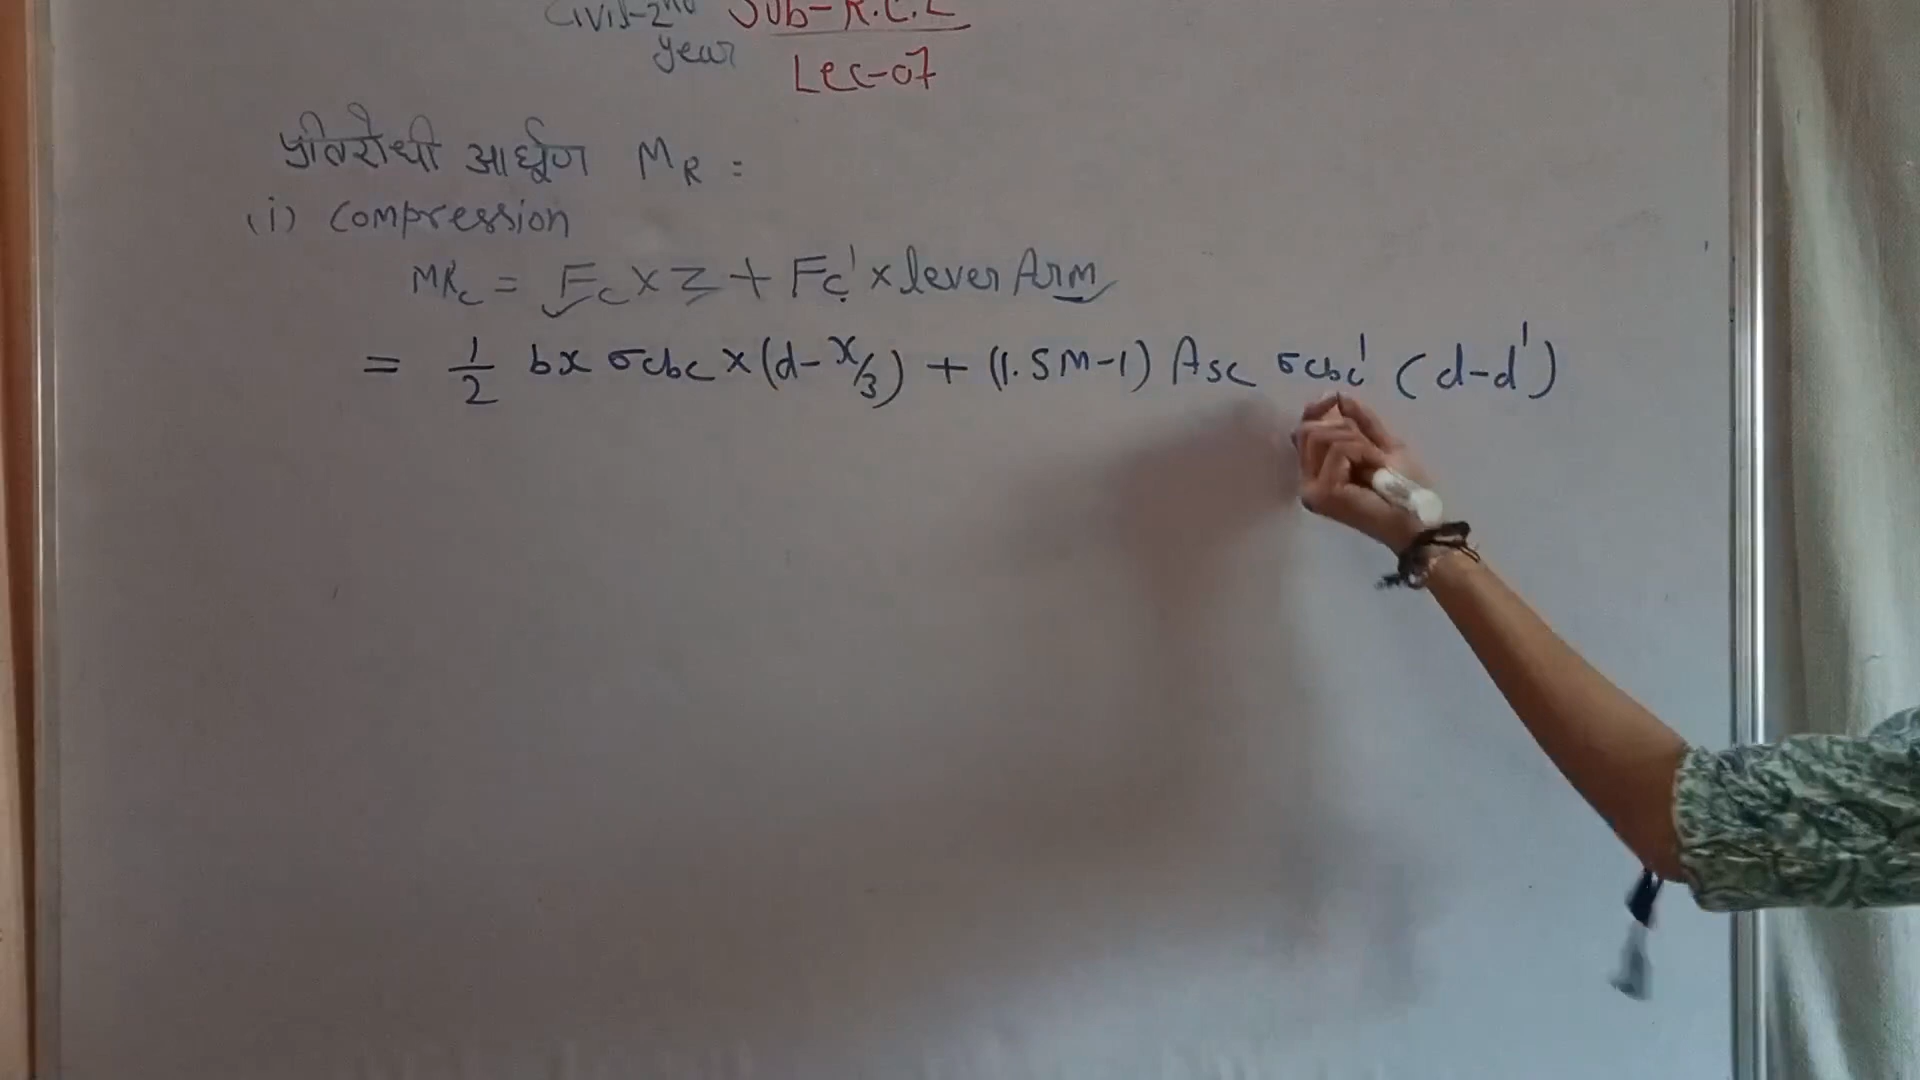 Civil-2nd Sub-R.C.C
year Lec-07
प्रतिरोधी आर्घूण MR =
(i) compression
MRc = Fc × Z + Fc' × lever Arm
= 1/2 bx σcbc × (d - x/3) + (1.5m-1) Asc σcbc' (d-d')